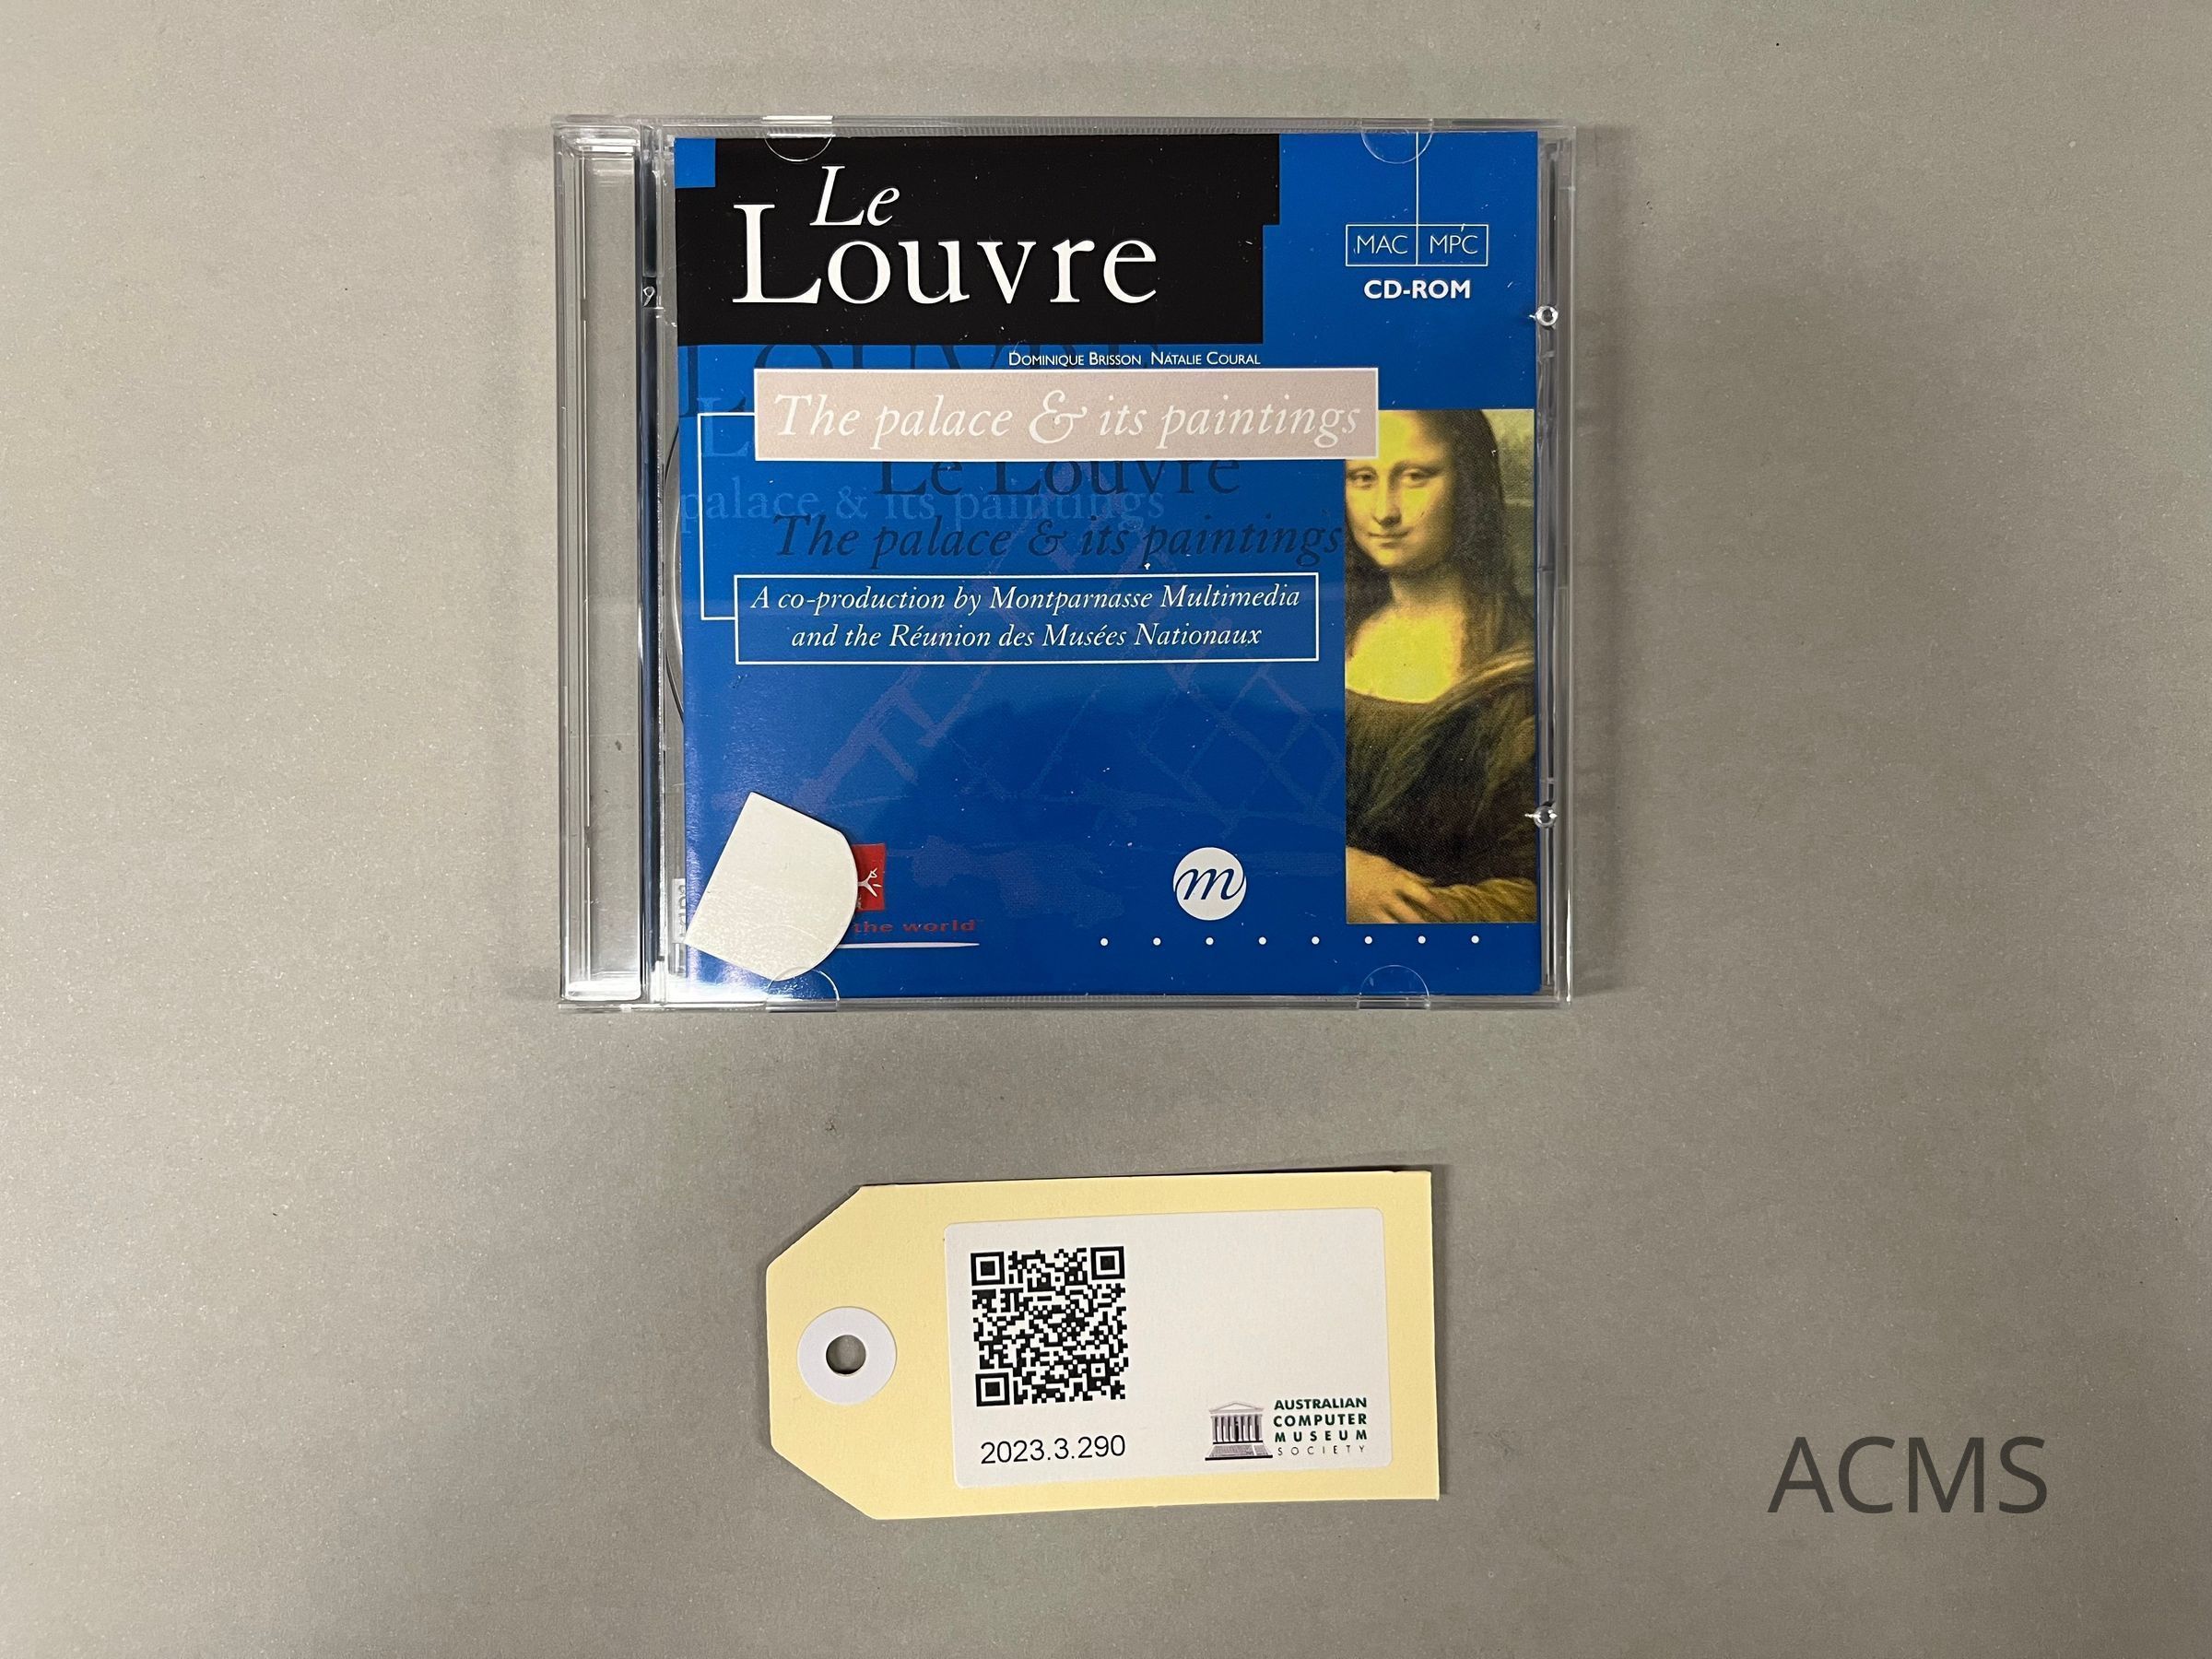 Le
Louvre
MAC MPC
CD-ROM
LOUVRE
DOMINIQUE BRISSON NATALIE COURAL
The palace & its paintings
Le Louvre
palace & its paintings
The palace & its paintings
A co-production by Montparnasse Multimedia
and the Réunion des Musées Nationaux
m
the world™
2023.3.290
AUSTRALIAN
COMPUTER
MUSEUM
SOCIETY
ACMS